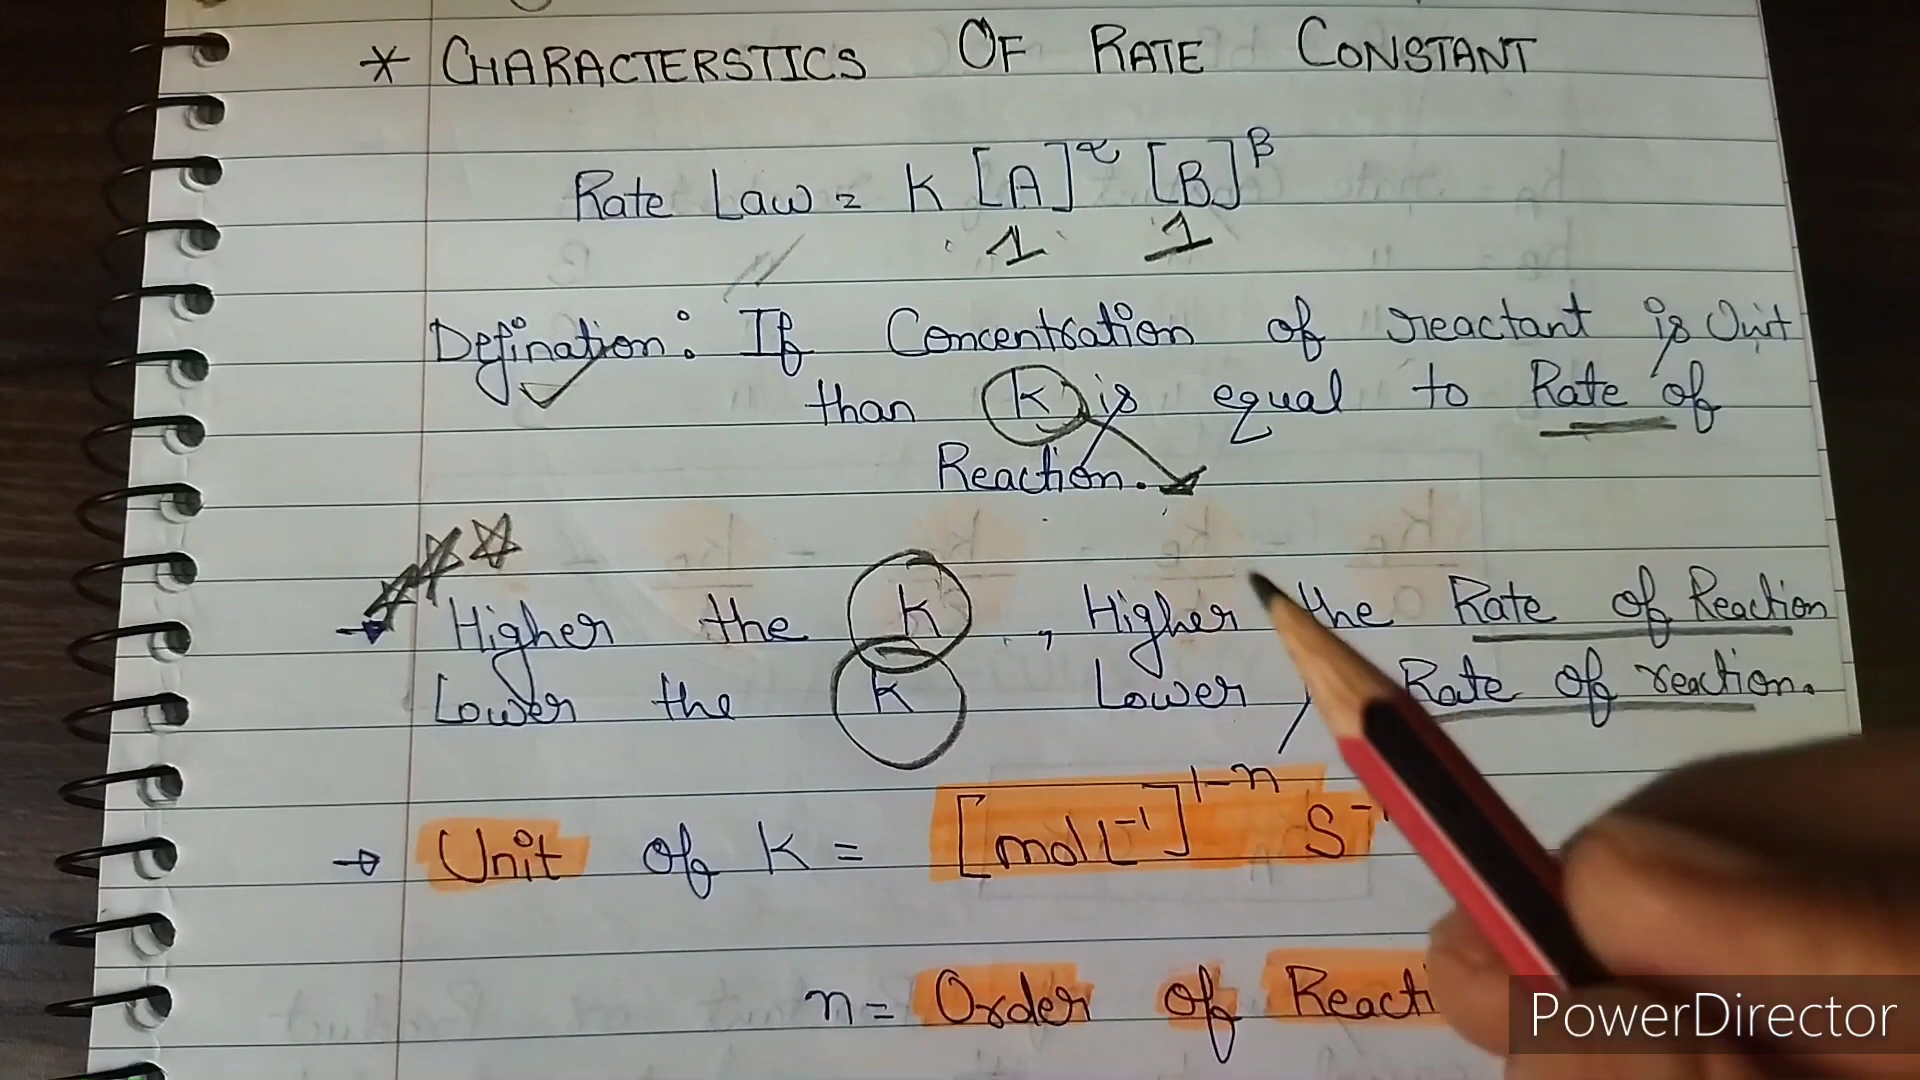 * CHARACTERSTICS OF RATE CONSTANT
Rate Law = K [A]^α [B]^β
1 1
Defination: If Concentration of reactant is Unit
than k is equal to Rate of
Reaction.
→ Higher the k , Higher the Rate of Reaction
Lower the k Lower , Rate of reaction.
→ Unit of K = [mol L⁻¹]^1-n S⁻¹
n = Order of Reacti
PowerDirector